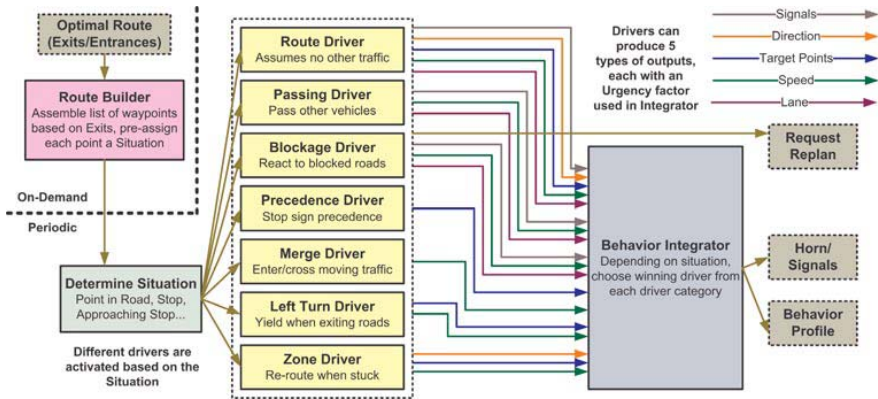 Optimal Route
(Exits/Entrances)
Route Builder
Assemble list of waypoints
based on Exits, pre-assign
each point a Situation
On-Demand
Periodic
Determine Situation
Point in Road, Stop,
Approaching Stop...
Different drivers are
activated based on the
Situation
Route Driver
Assumes no other traffic
Passing Driver
Pass other vehicles
Blockage Driver
React to blocked roads
Precedence Driver
Stop sign precedence
Merge Driver
Enter/cross moving traffic
Left Turn Driver
Yield when exiting roads
Zone Driver
Re-route when stuck
Drivers can
produce 5
types of outputs,
each with an
Urgency factor
used in Integrator
Signals
Direction
Target Points
Speed
Lane
Behavior Integrator
Depending on situation,
choose winning driver from
each driver category
Request
Replan
Horn/
Signals
Behavior
Profile